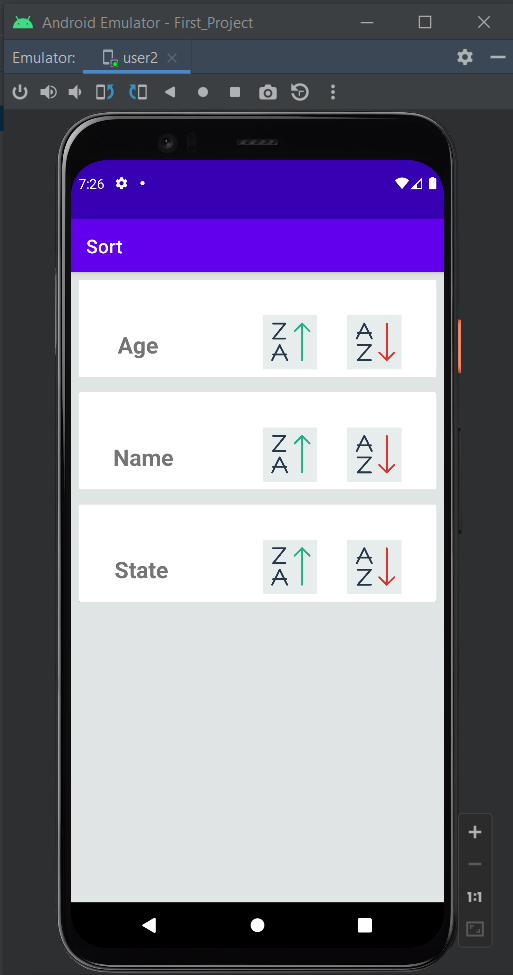 Android Emulator - First_Project
Emulator: user2
7:26
Sort
Age Z A A Z
Name Z A A Z
State Z A A Z
1:1